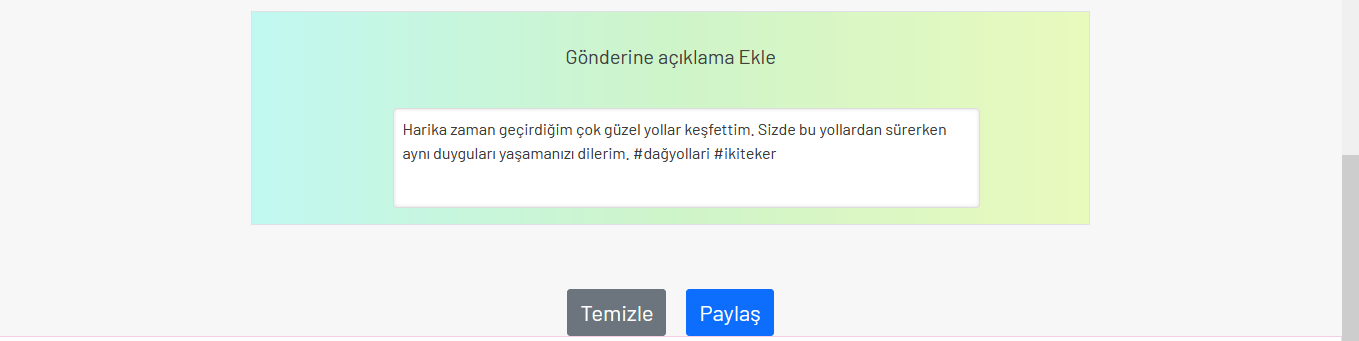 Gönderine açıklama Ekle
Harika zaman geçirdiğim çok güzel yollar keşfettim. Sizde bu yollardan sürerken
aynı duyguları yaşamanızı dilerim. #dağyollari #ikiteker
Temizle Paylaş